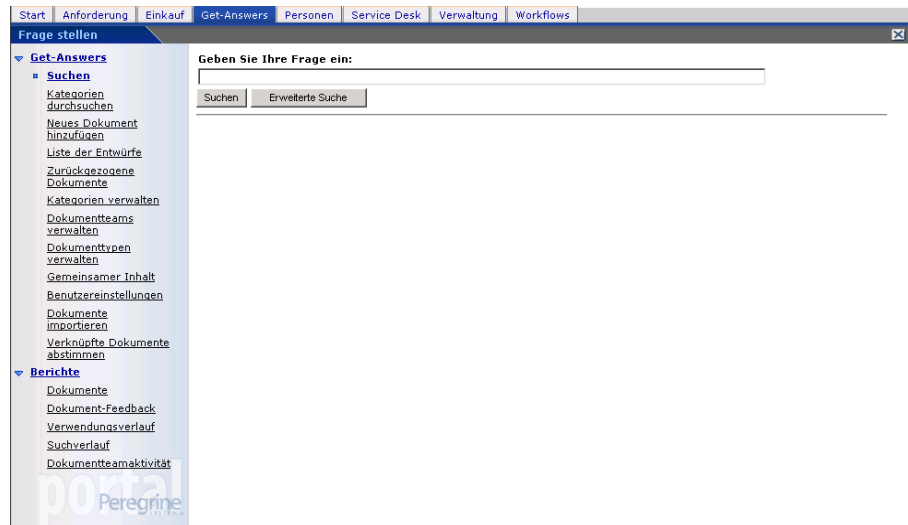 Start Anforderung Einkauf Get-Answers Personen Service Desk Verwaltung Workflows
Frage stellen
Get-Answers
Suchen
Kategorien
durchsuchen
Neues Dokument
hinzufügen
Liste der Entwürfe
Zurückgezogene
Dokumente
Kategorien verwalten
Dokumentteams
verwalten
Dokumenttypen
verwalten
Gemeinsamer Inhalt
Benutzereinstellungen
Dokumente
importieren
Verknüpfte Dokumente
abstimmen
Berichte
Dokumente
Dokument-Feedback
Verwendungsverlauf
Suchverlauf
Dokumentteamaktivität
portal
Peregrine
Geben Sie Ihre Frage ein:
Suchen Erweiterte Suche